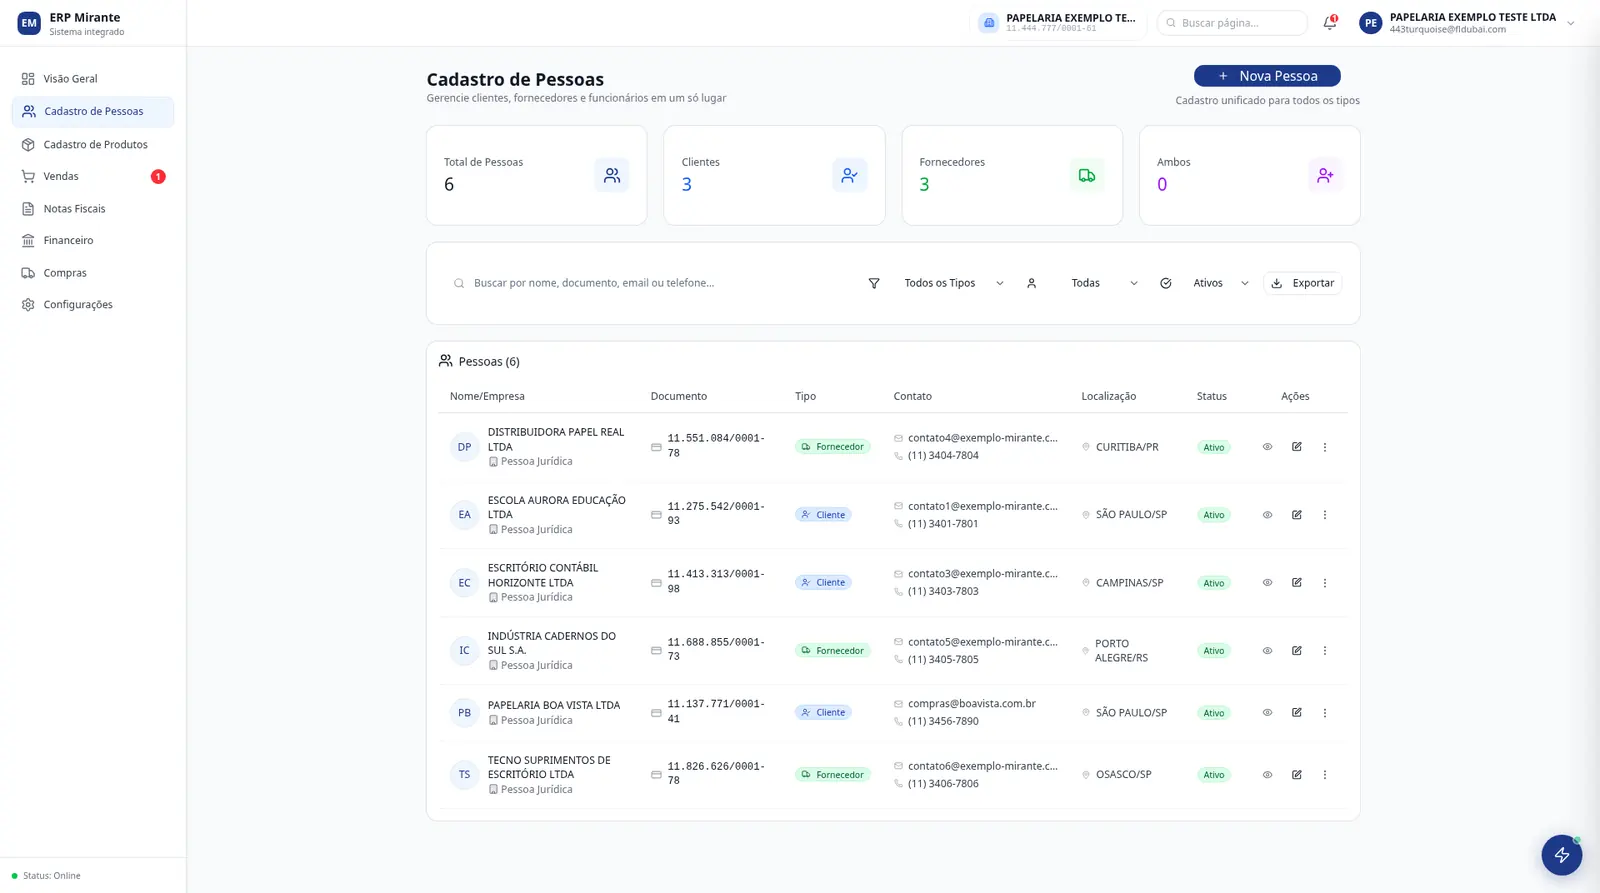 EM
ERP Mirante
Sistema integrado
PAPELARIA EXEMPLO TE...
11.444.777/0001-61
Buscar página...
1
PE
PAPELARIA EXEMPLO TESTE LTDA
443turquoise@fldubai.com
Visão Geral
Cadastro de Pessoas
Cadastro de Produtos
Vendas
1
Notas Fiscais
Financeiro
Compras
Configurações
Status: Online
Cadastro de Pessoas
Gerencie clientes, fornecedores e funcionários em um só lugar
+ Nova Pessoa
Cadastro unificado para todos os tipos
Total de Pessoas
6
Clientes
3
Fornecedores
3
Ambos
0
Buscar por nome, documento, email ou telefone...
Todos os Tipos
Todas
Ativos
Exportar
Pessoas (6)
Nome/Empresa Documento Tipo Contato Localização Status Ações
DP
DISTRIBUIDORA PAPEL REAL
LTDA
Pessoa Jurídica
11.551.084/0001-
78
Fornecedor
contato4@exemplo-mirante.c...
(11) 3404-7804
CURITIBA/PR
Ativo
EA
ESCOLA AURORA EDUCAÇÃO
LTDA
Pessoa Jurídica
11.275.542/0001-
93
Cliente
contato1@exemplo-mirante.c...
(11) 3401-7801
SÃO PAULO/SP
Ativo
EC
ESCRITÓRIO CONTÁBIL
HORIZONTE LTDA
Pessoa Jurídica
11.413.313/0001-
98
Cliente
contato3@exemplo-mirante.c...
(11) 3403-7803
CAMPINAS/SP
Ativo
IC
INDÚSTRIA CADERNOS DO
SUL S.A.
Pessoa Jurídica
11.688.855/0001-
73
Fornecedor
contato5@exemplo-mirante.c...
(11) 3405-7805
PORTO
ALEGRE/RS
Ativo
PB
PAPELARIA BOA VISTA LTDA
Pessoa Jurídica
11.137.771/0001-
41
Cliente
compras@boavista.com.br
(11) 3456-7890
SÃO PAULO/SP
Ativo
TS
TECNO SUPRIMENTOS DE
ESCRITÓRIO LTDA
Pessoa Jurídica
11.826.626/0001-
78
Fornecedor
contato6@exemplo-mirante.c...
(11) 3406-7806
OSASCO/SP
Ativo